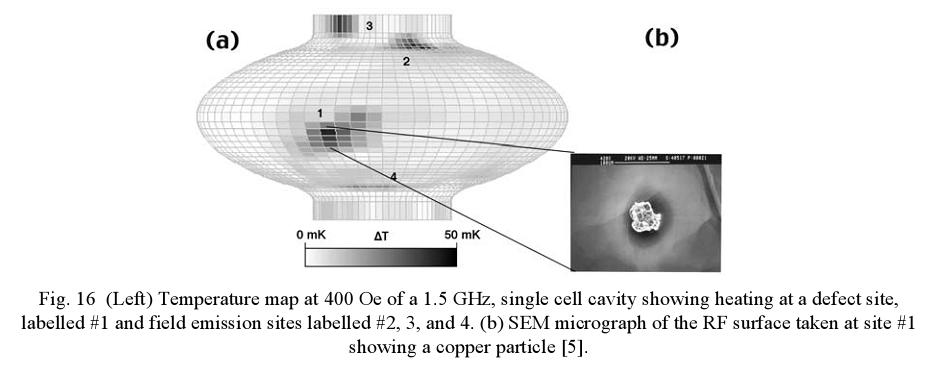 (a)
3
(b)
2
1
4
0 mK ΔT 50 mK
Fig. 16 (Left) Temperature map at 400 Oe of a 1.5 GHz, single cell cavity showing heating at a defect site,
labelled #1 and field emission sites labelled #2, 3, and 4. (b) SEM micrograph of the RF surface taken at site #1
showing a copper particle [5].